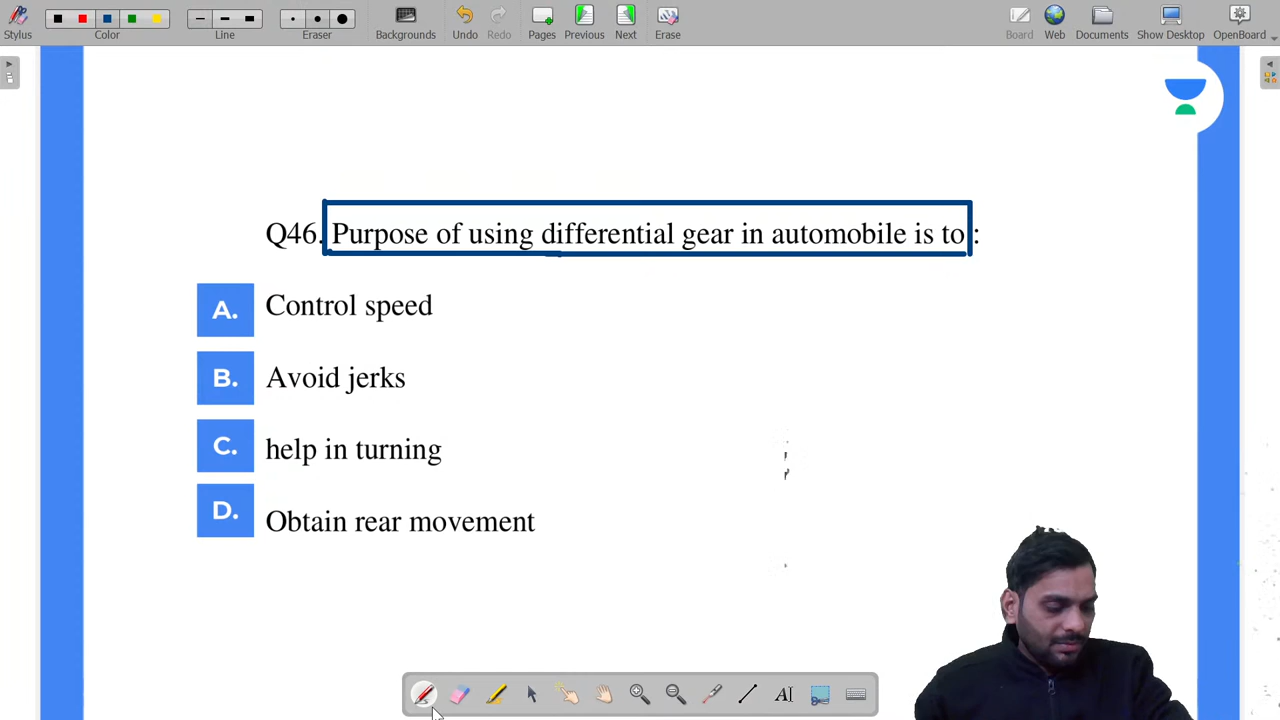 Stylus
Color
Line
Eraser
Backgrounds
Undo
Redo
Pages
Previous
Next
Erase
Board
Web
Documents
Show Desktop
OpenBoard
Q46. Purpose of using differential gear in automobile is to :
A. Control speed
B. Avoid jerks
C. help in turning
D. Obtain rear movement